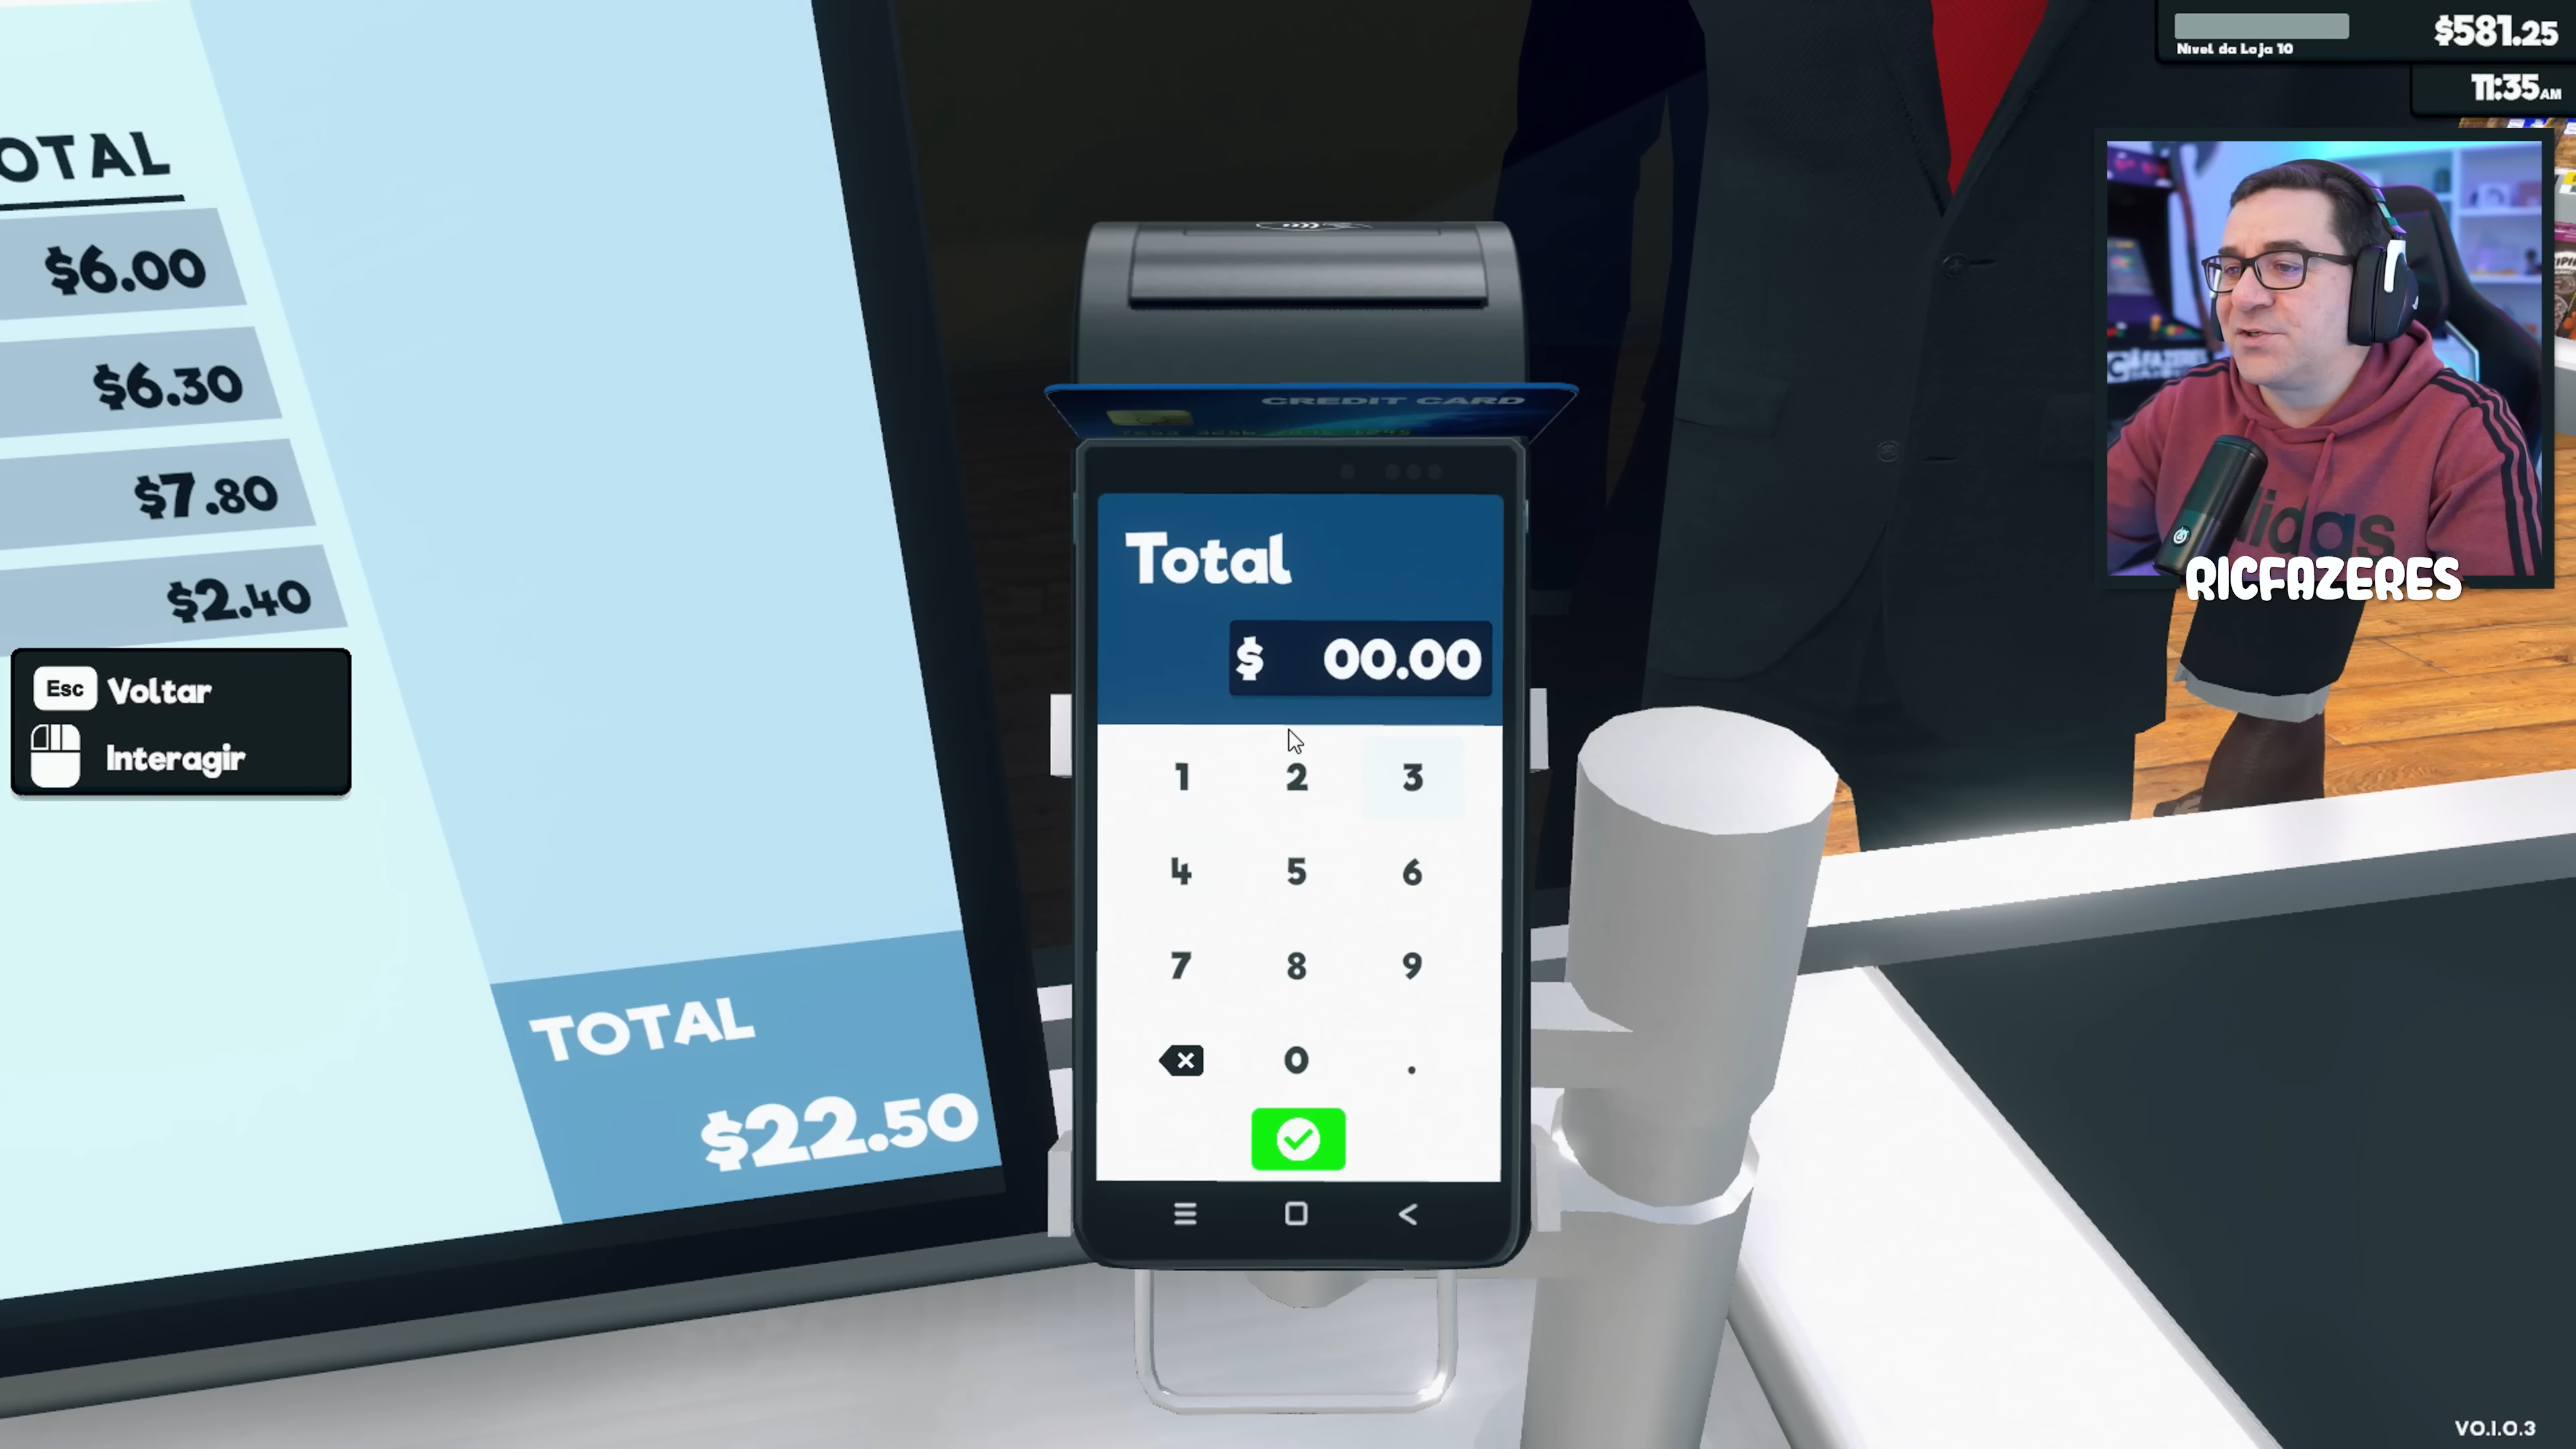 OTAL
$6.00
$6.30
$7.80
$2.40
Esc Voltar
Interagir
TOTAL
$22.50
CREDIT CARD
Total
$ 00.00
1 2 3
4 5 6
7 8 9
0 .
$581.25
Nivel da Loja 10
11:35AM
adidas
RICFAZERES
V0.1.0.3